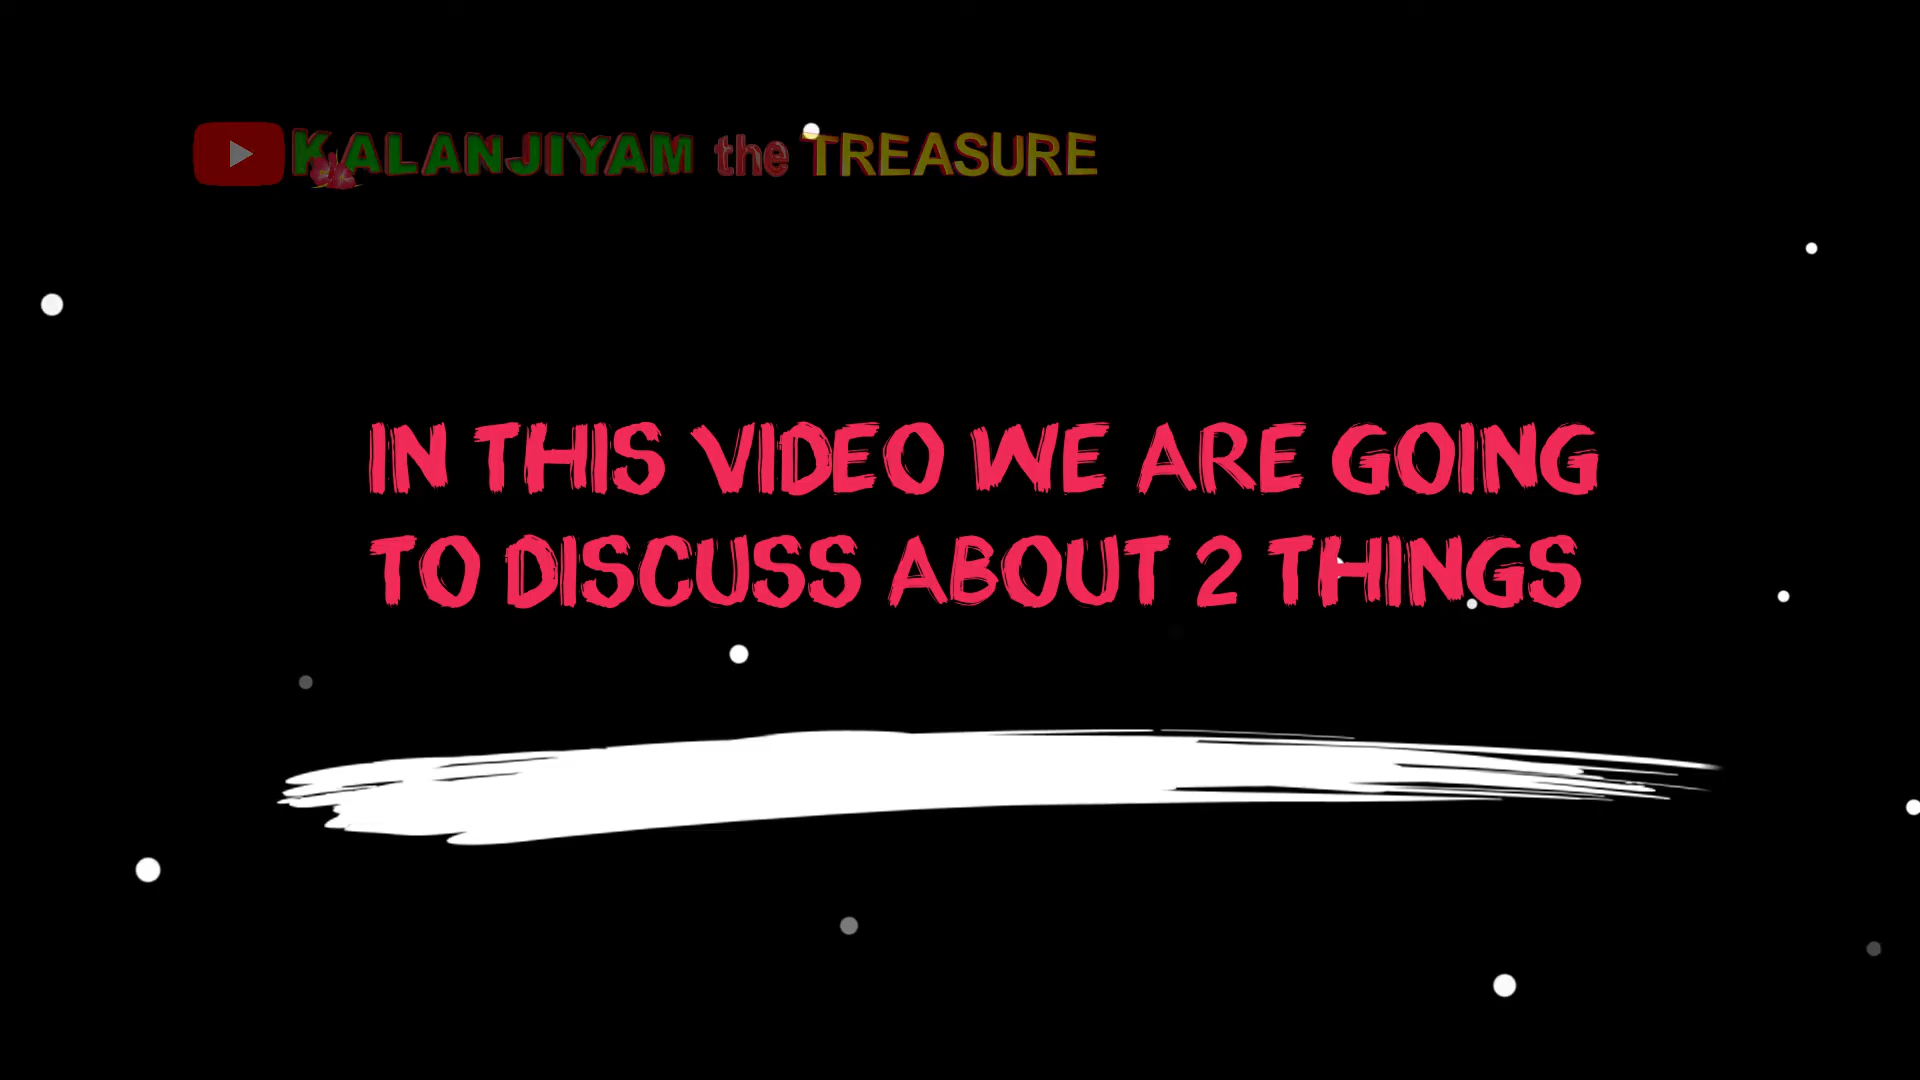 KALANJIYAM the TREASURE
IN THIS VIDEO WE ARE GOING
TO DISCUSS ABOUT 2 THINGS